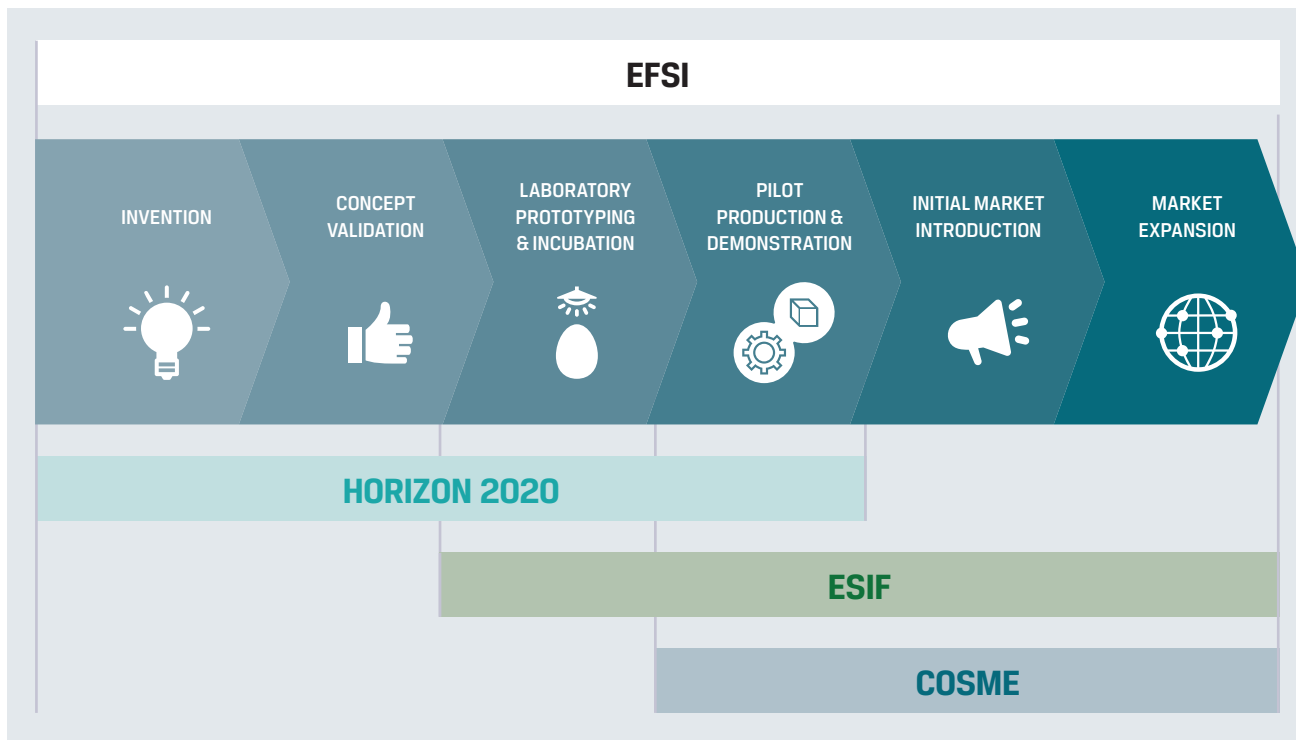 EFSI
INVENTION
CONCEPT
VALIDATION
LABORATORY
PROTOTYPING
& INCUBATION
PILOT
PRODUCTION &
DEMONSTRATION
INITIAL MARKET
INTRODUCTION
MARKET
EXPANSION
HORIZON 2020
ESIF
COSME